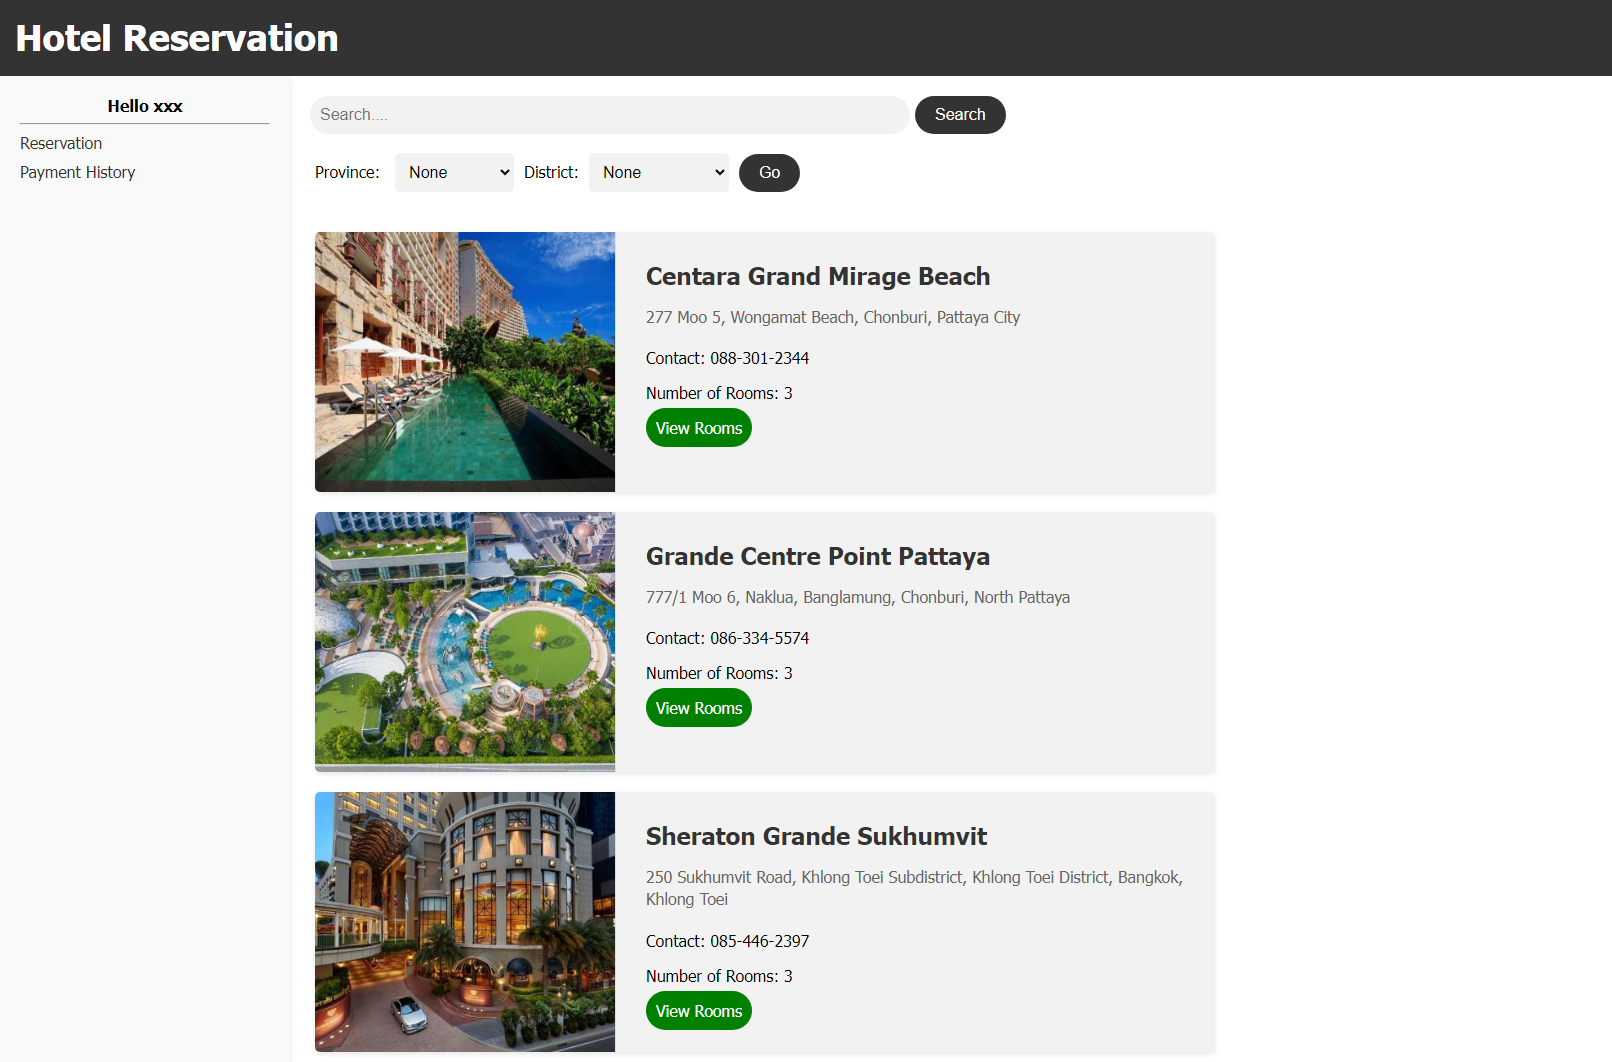 Hotel Reservation
Hello xxx
Reservation
Payment History
Search....
Search
Province: None District: None Go
Centara Grand Mirage Beach
277 Moo 5, Wongamat Beach, Chonburi, Pattaya City
Contact: 088-301-2344
Number of Rooms: 3
View Rooms
Grande Centre Point Pattaya
777/1 Moo 6, Naklua, Banglamung, Chonburi, North Pattaya
Contact: 086-334-5574
Number of Rooms: 3
View Rooms
Sheraton Grande Sukhumvit
250 Sukhumvit Road, Khlong Toei Subdistrict, Khlong Toei District, Bangkok,
Khlong Toei
Contact: 085-446-2397
Number of Rooms: 3
View Rooms